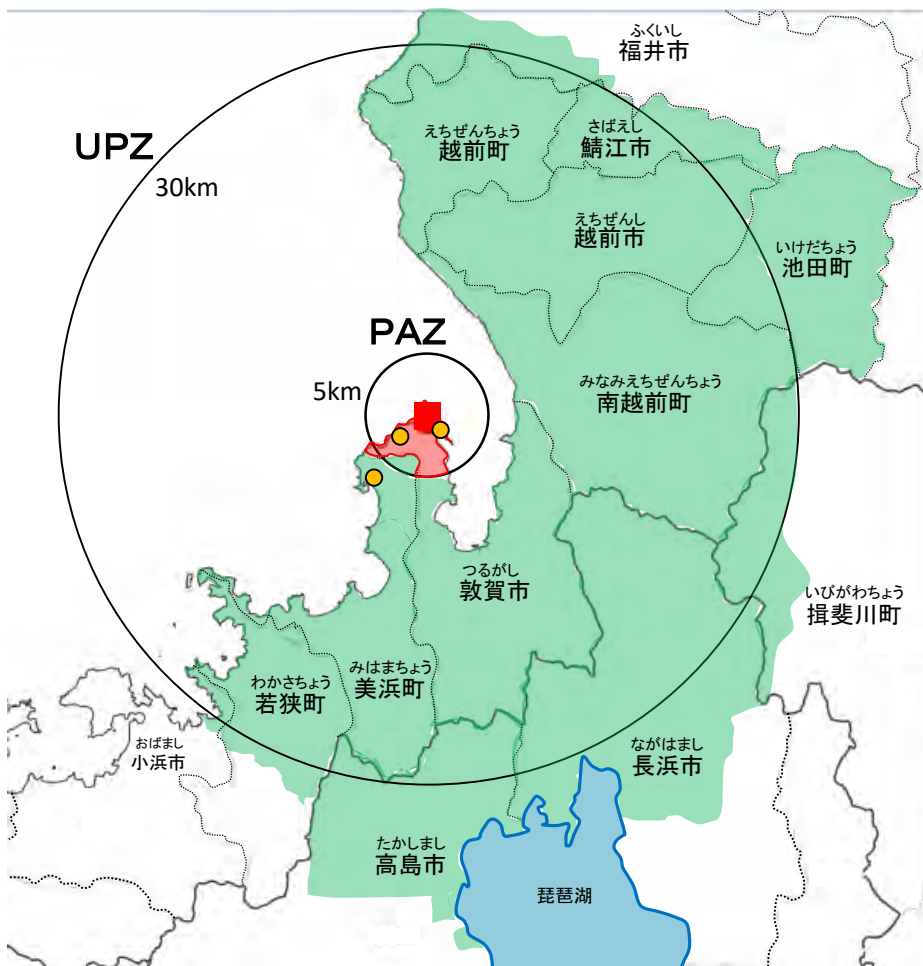 ふくいし
福井市
UPZ
30km
えちぜんちょう
越前町
さばえし
鯖江市
えちぜんし
越前市
いけだちょう
池田町
PAZ
5km
みなみえちぜんちょう
南越前町
つるがし
敦賀市
いびがわちょう
揖斐川町
わかさちょう
若狭町
みはまちょう
美浜町
おばまし
小浜市
ながはまし
長浜市
たかしまし
高島市
琵琶湖